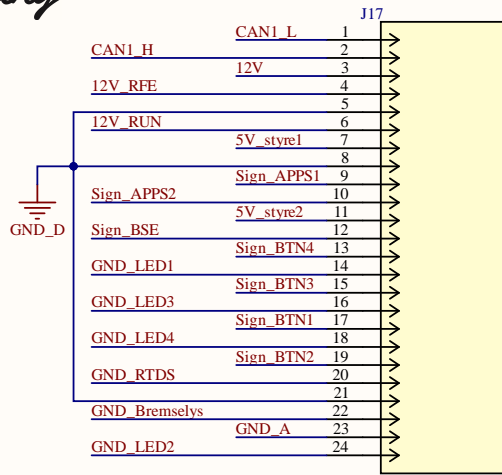 J17
CAN1_L 1
CAN1_H 2
12V 3
12V_RFE 4
5
12V_RUN 6
5V_styre1 7
8
Sign_APPS1 9
Sign_APPS2 10
5V_styre2 11
GND_D
Sign_BSE 12
Sign_BTN4 13
GND_LED1 14
Sign_BTN3 15
GND_LED3 16
Sign_BTN1 17
GND_LED4 18
Sign_BTN2 19
GND_RTDS 20
21
GND_Bremselys 22
GND_A 23
GND_LED2 24